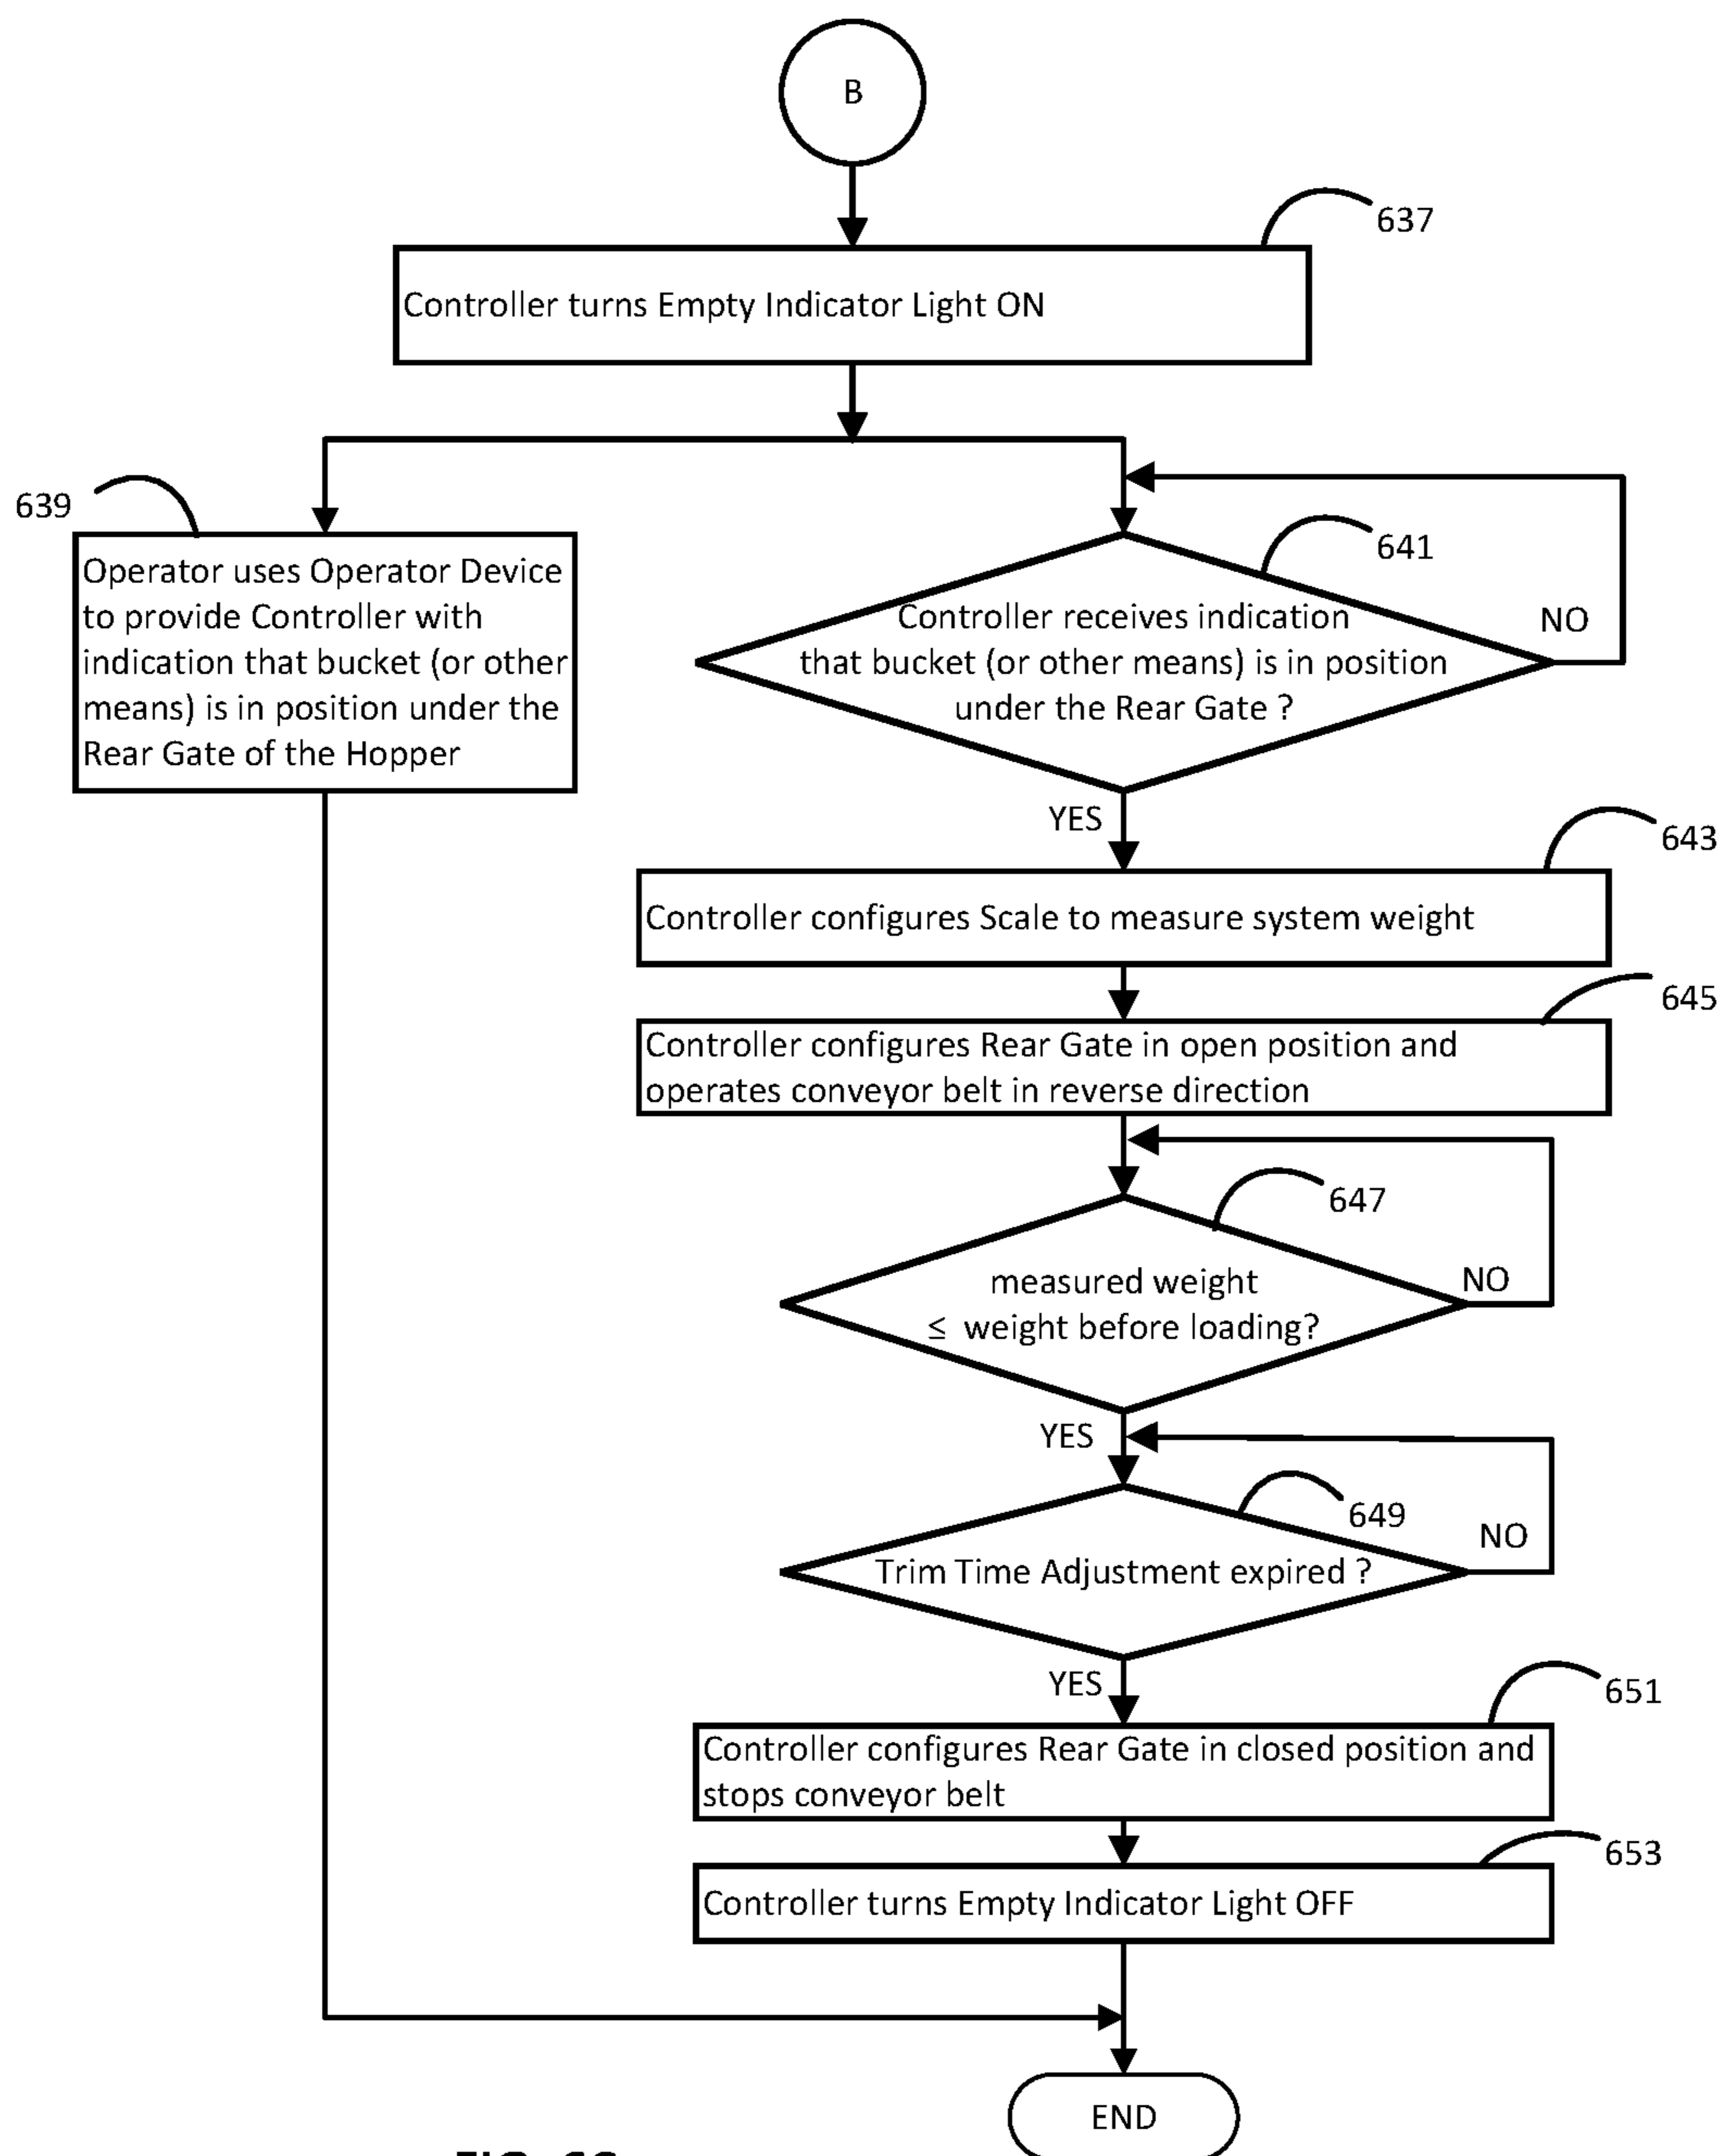 B
637
Controller turns Empty Indicator Light ON
639
Operator uses Operator Device
to provide Controller with
indication that bucket (or other
means) is in position under the
Rear Gate of the Hopper
641
Controller receives indication
that bucket (or other means) is in position
under the Rear Gate ?
NO
YES
643
Controller configures Scale to measure system weight
645
Controller configures Rear Gate in open position and
operates conveyor belt in reverse direction
647
measured weight
≤ weight before loading?
NO
YES
649
Trim Time Adjustment expired ?
NO
YES
651
Controller configures Rear Gate in closed position and
stops conveyor belt
653
Controller turns Empty Indicator Light OFF
END